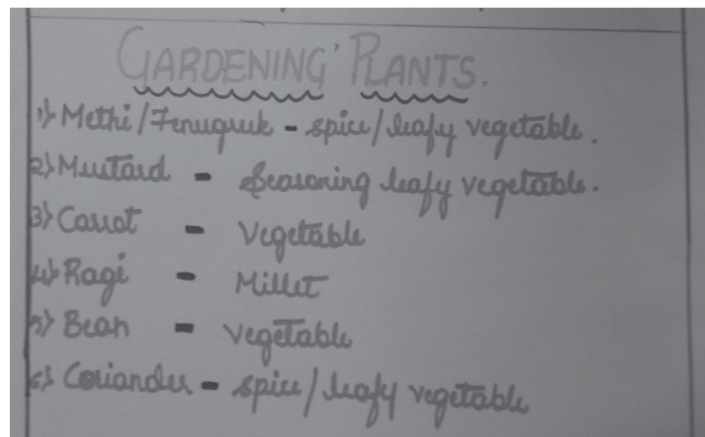 GARDENING PLANTS.
1) Methi/Fenugreek - spice/leafy vegetable.
2) Mustard - Seasoning leafy vegetable.
3) Carrot - Vegetable
4) Ragi - Millet
5) Bean - vegetable
6) Coriander - spice/leafy vegetable